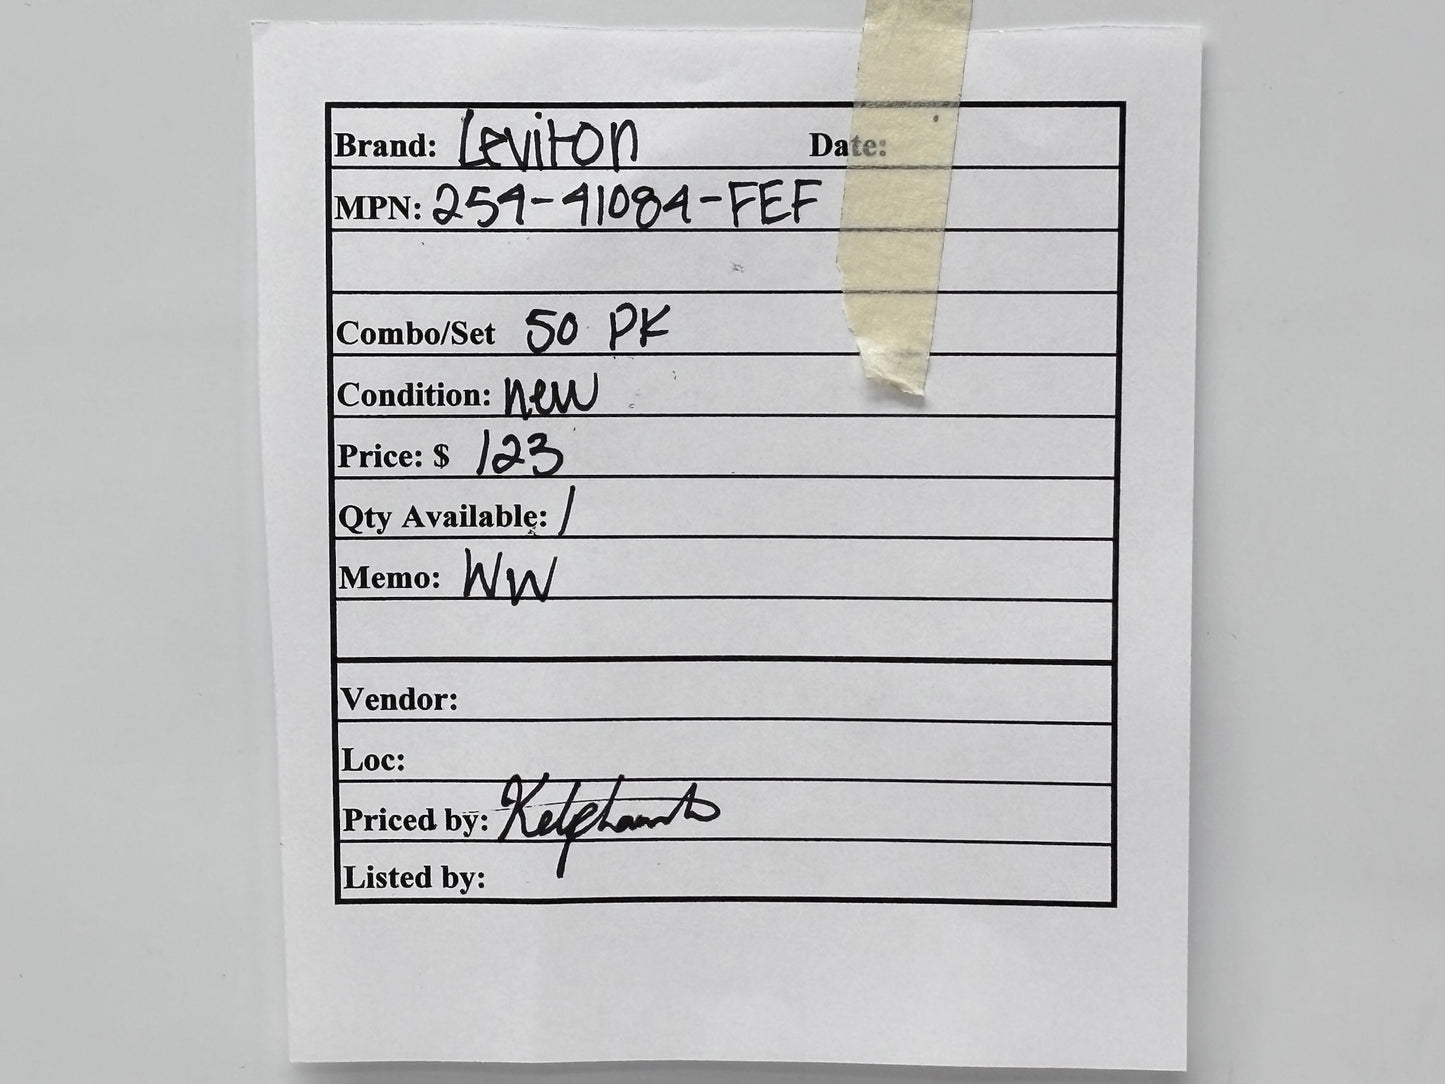 Brand: Leviton Date:
MPN: 254-41084-FEF
Combo/Set 50 PK
Condition: new
Price: $ 123
Qty Available: 1
Memo: WW
Vendor:
Loc:
Priced by:
Listed by: